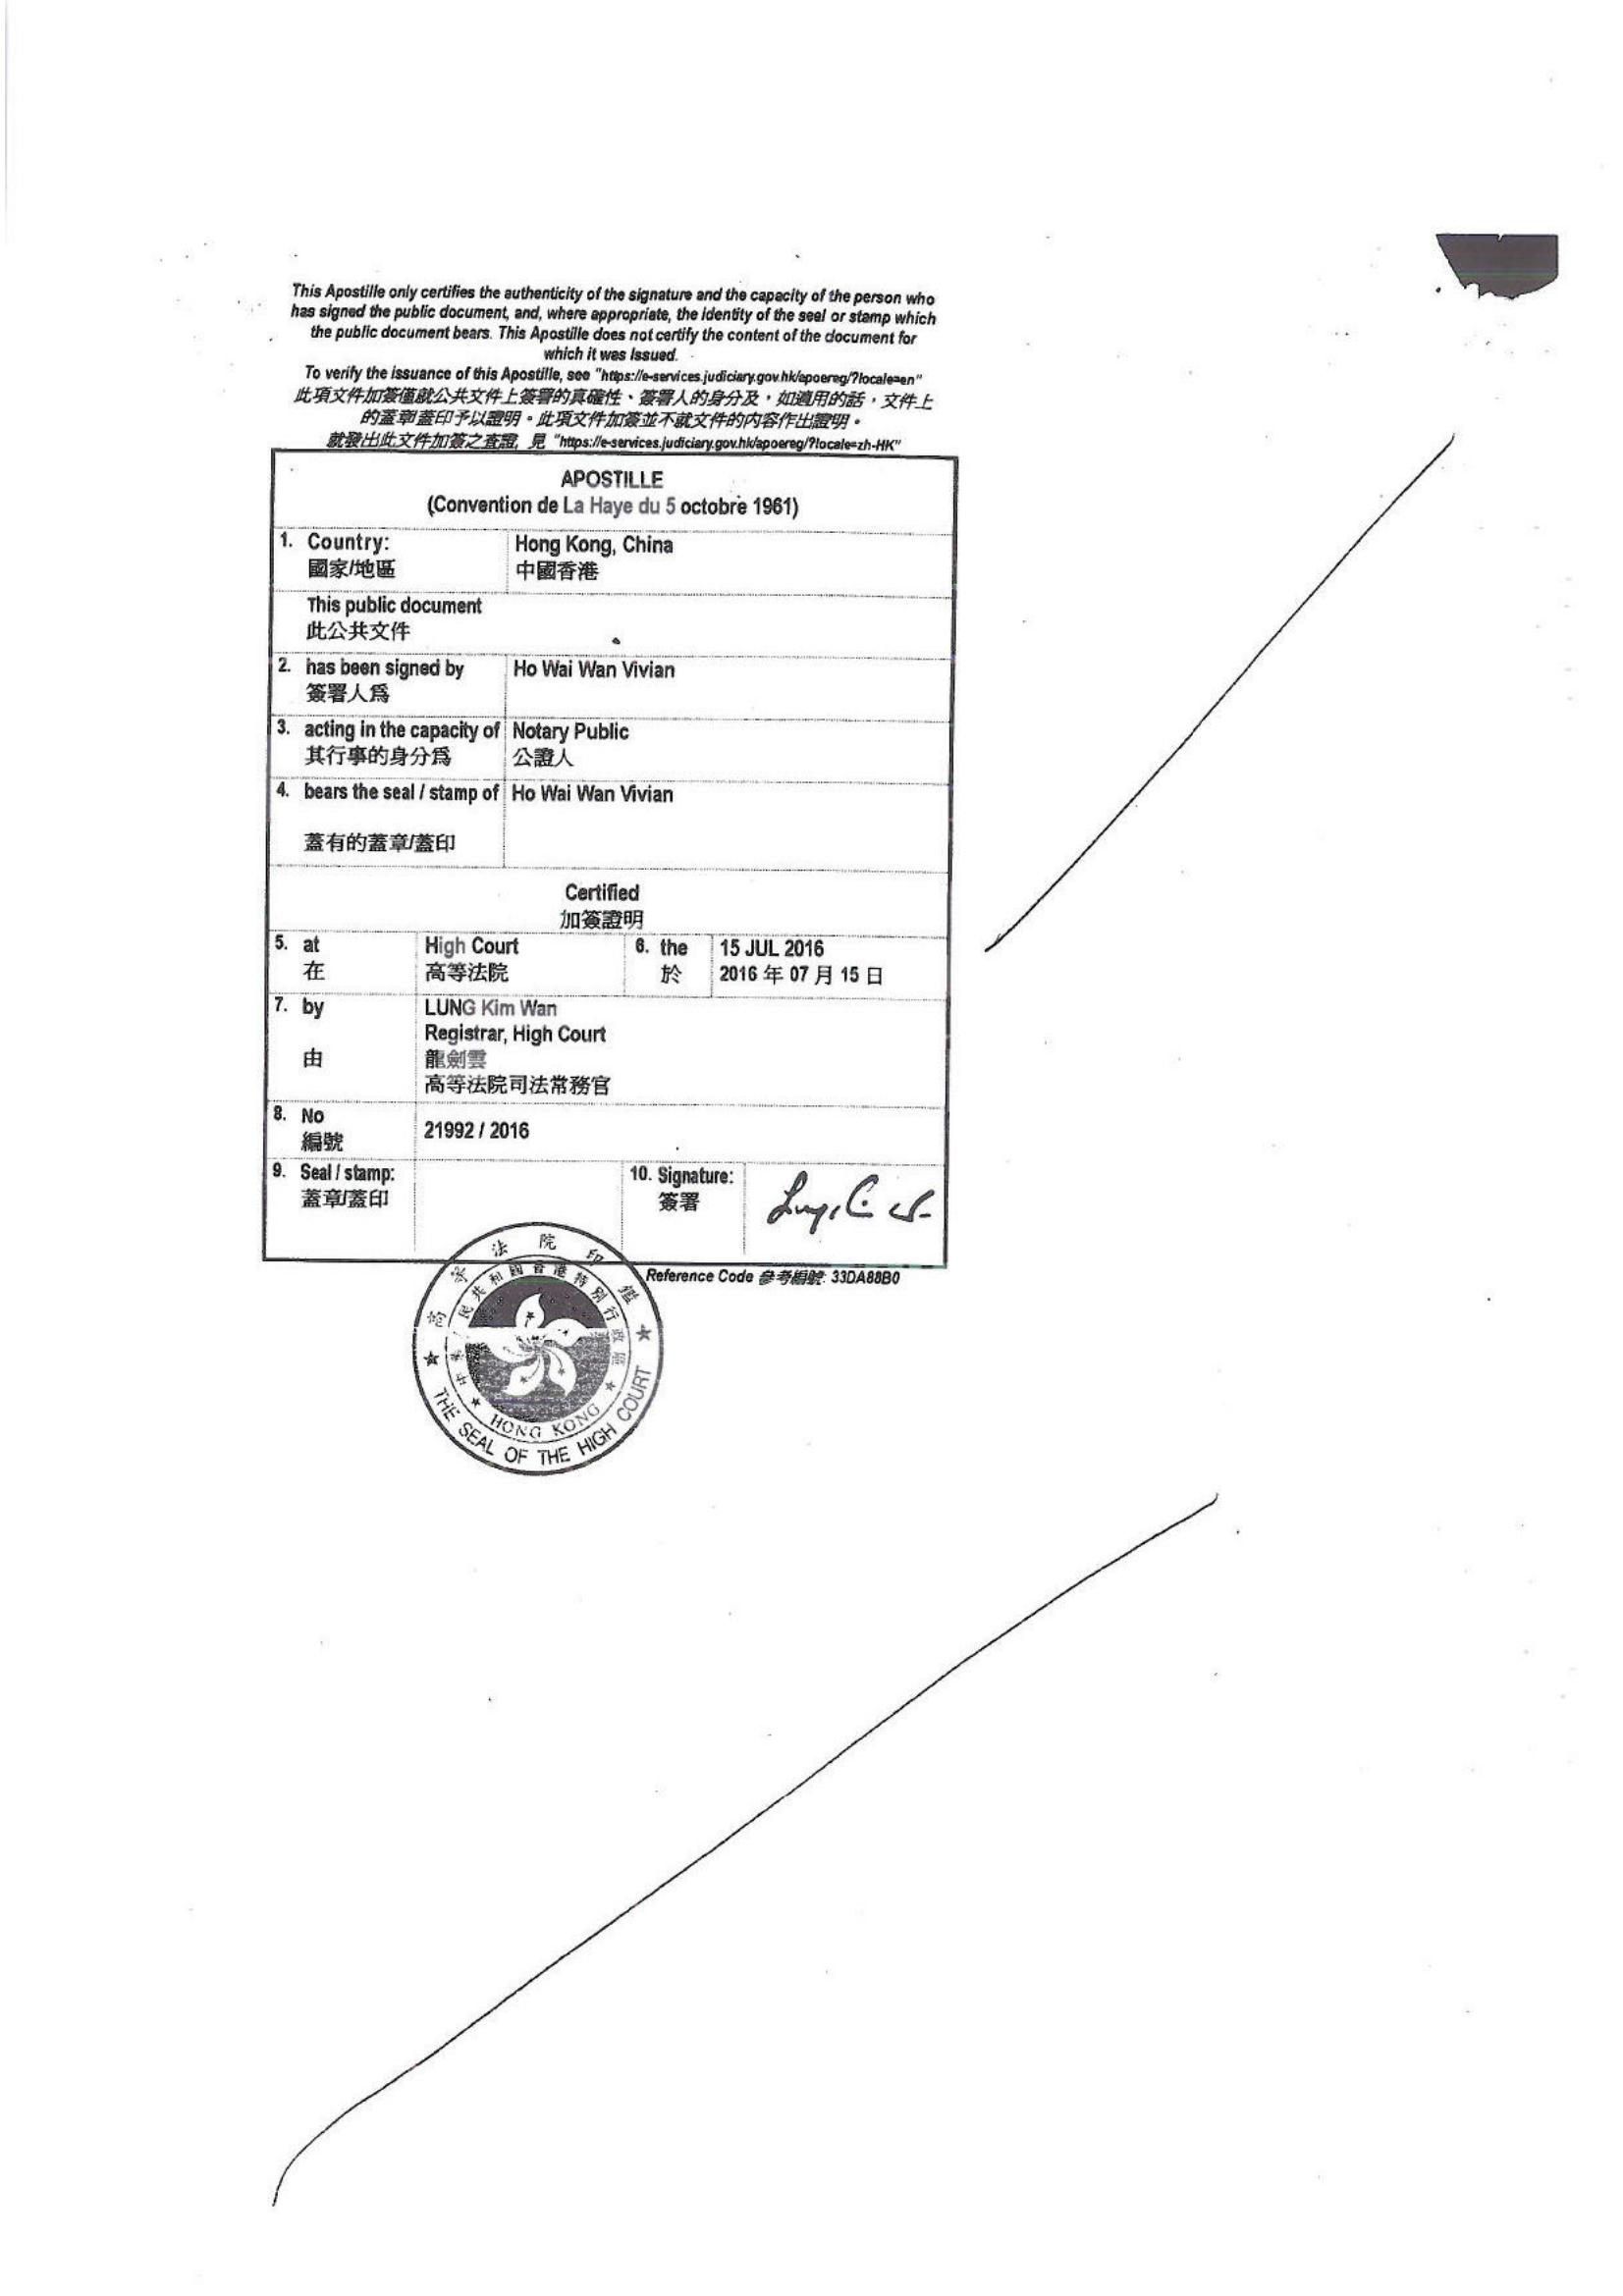 This Apostille only certifies the authenticity of the signature and the capacity of the person who
has signed the public document, and, where appropriate, the identity of the seal or stamp which
the public document bears. This Apostille does not certify the content of the document for
which it was Issued.
To verify the issuance of this Apostille, see "https://e-services.judiciary.gov.hk/apoereg/?locale=en"
此項文件加簽僅就公共文件上簽署的真確性、簽署人的身分及，如適用的話，文件上
的蓋章蓋印予以證明。此項文件加簽並不就文件的內容作出證明。
就發出此文件加簽之查證, 見 "https://e-services.judiciary.gov.hk/apoereg/?locale=zh-HK"
APOSTILLE
(Convention de La Haye du 5 octobre 1961)
1. Country: Hong Kong, China
國家/地區 中國香港
This public document
此公共文件
2. has been signed by Ho Wai Wan Vivian
簽署人爲
3. acting in the capacity of Notary Public
其行事的身分爲 公證人
4. bears the seal / stamp of Ho Wai Wan Vivian
蓋有的蓋章/蓋印
Certified
加簽證明
5. at High Court 6. the 15 JUL 2016
在 高等法院 於 2016 年 07 月 15 日
7. by LUNG Kim Wan
Registrar, High Court
由 龍劍雲
高等法院司法常務官
8. No
編號 21992 / 2016
9. Seal / stamp: 10. Signature:
蓋章/蓋印 簽署
Reference Code 參考編號: 33DA88B0
高等法院印鑑
中華人民共和國香港特別行政區
HONG KONG
THE SEAL OF THE HIGH COURT